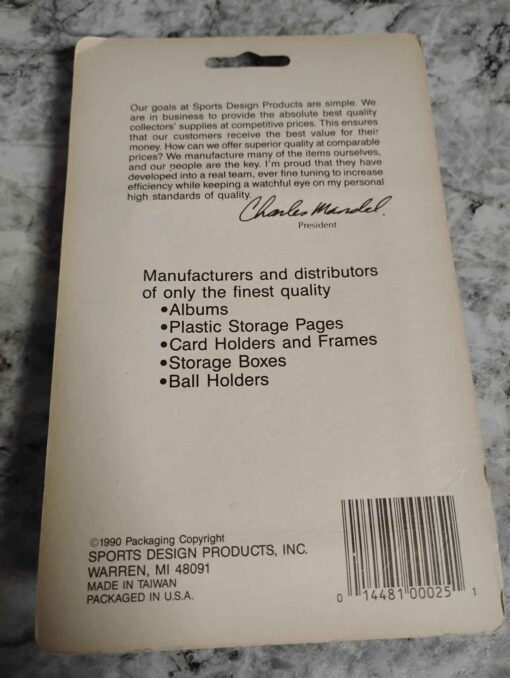 Our goals at Sports Design Products are simple. We
are in business to provide the absolute best quality
collectors' supplies at competitive prices. This ensures
that our customers receive the best value for their
money. How can we offer superior quality at comparable
prices? We manufacture many of the items ourselves,
and our people are the key. I'm proud that they have
developed into a real team, ever fine tuning to increase
efficiency while keeping a watchful eye on my personal
high standards of quality.
Charles Mandel.
President
Manufacturers and distributors
of only the finest quality
•Albums
•Plastic Storage Pages
•Card Holders and Frames
•Storage Boxes
•Ball Holders
©1990 Packaging Copyright
SPORTS DESIGN PRODUCTS, INC.
WARREN, MI 48091
MADE IN TAIWAN
PACKAGED IN U.S.A.
0 14481 00025 1